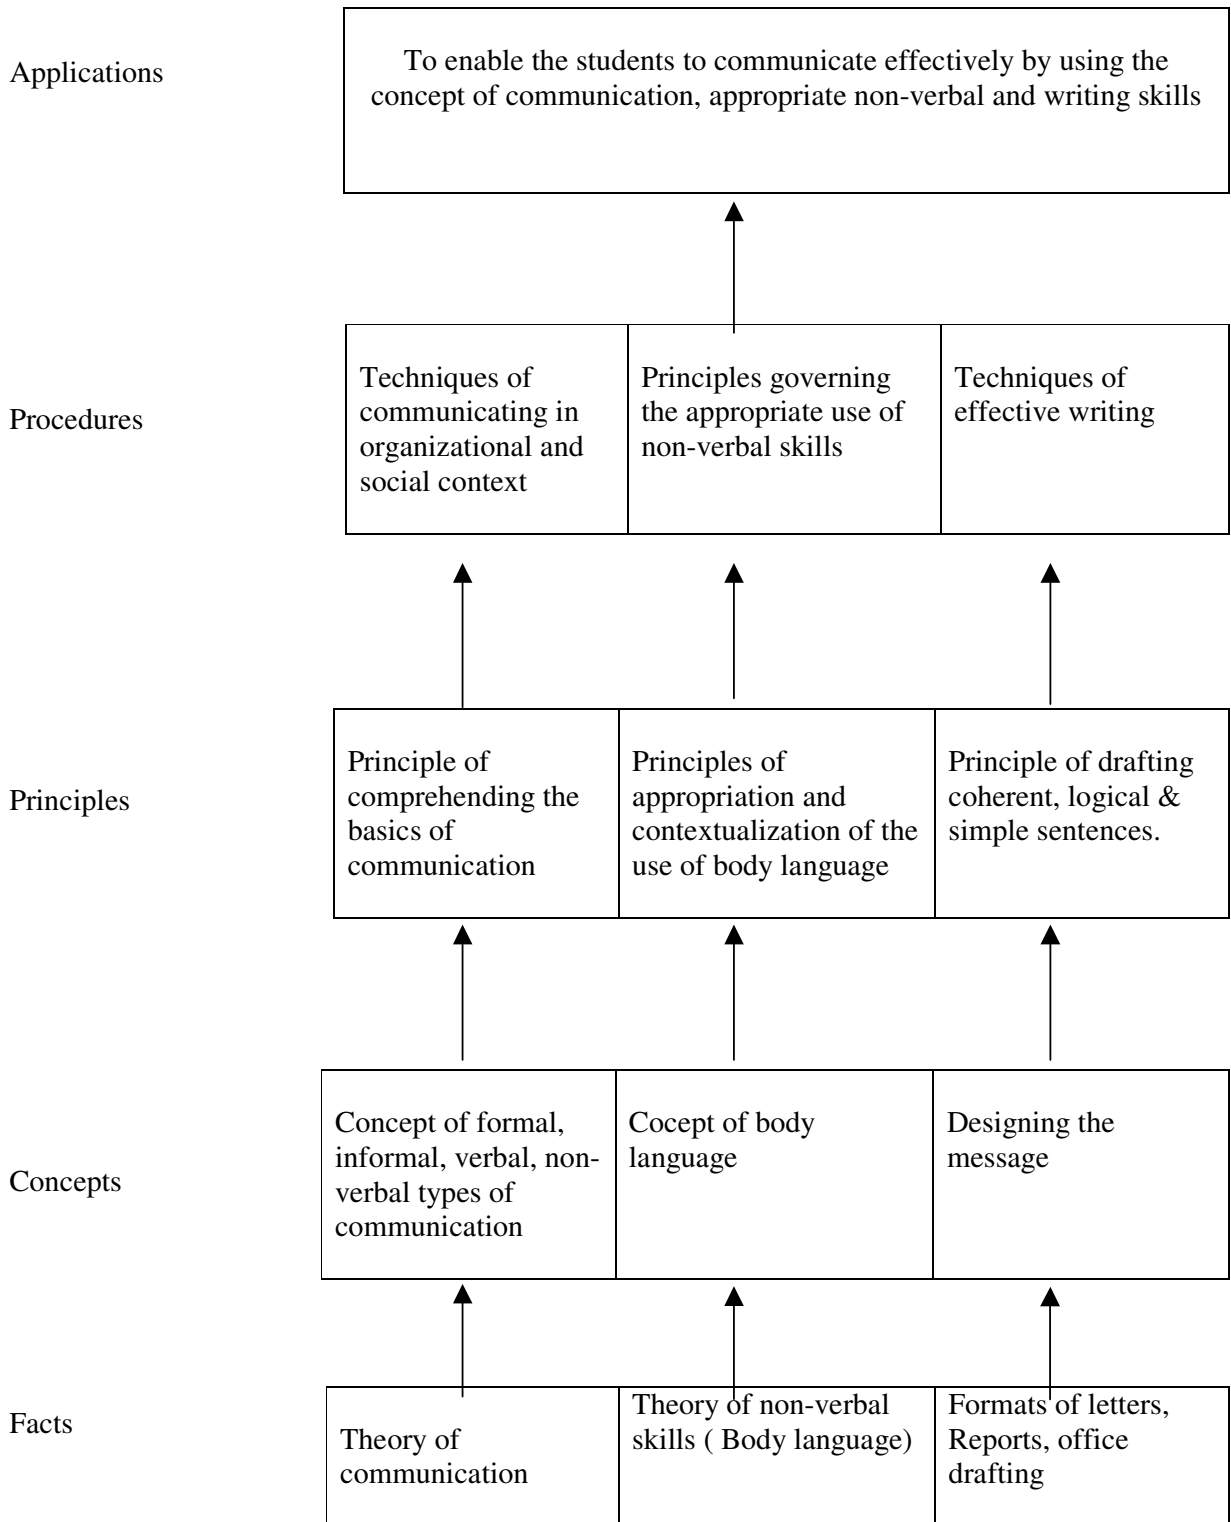 Applications
To enable the students to communicate effectively by using the
concept of communication, appropriate non-verbal and writing skills
Procedures
Techniques of
communicating in
organizational and
social context
Principles governing
the appropriate use of
non-verbal skills
Techniques of
effective writing
Principles
Principle of
comprehending the
basics of
communication
Principles of
appropriation and
contextualization of the
use of body language
Principle of drafting
coherent, logical &
simple sentences.
Concepts
Concept of formal,
informal, verbal, non-
verbal types of
communication
Cocept of body
language
Designing the
message
Facts
Theory of
communication
Theory of non-verbal
skills ( Body language)
Formats of letters,
Reports, office
drafting